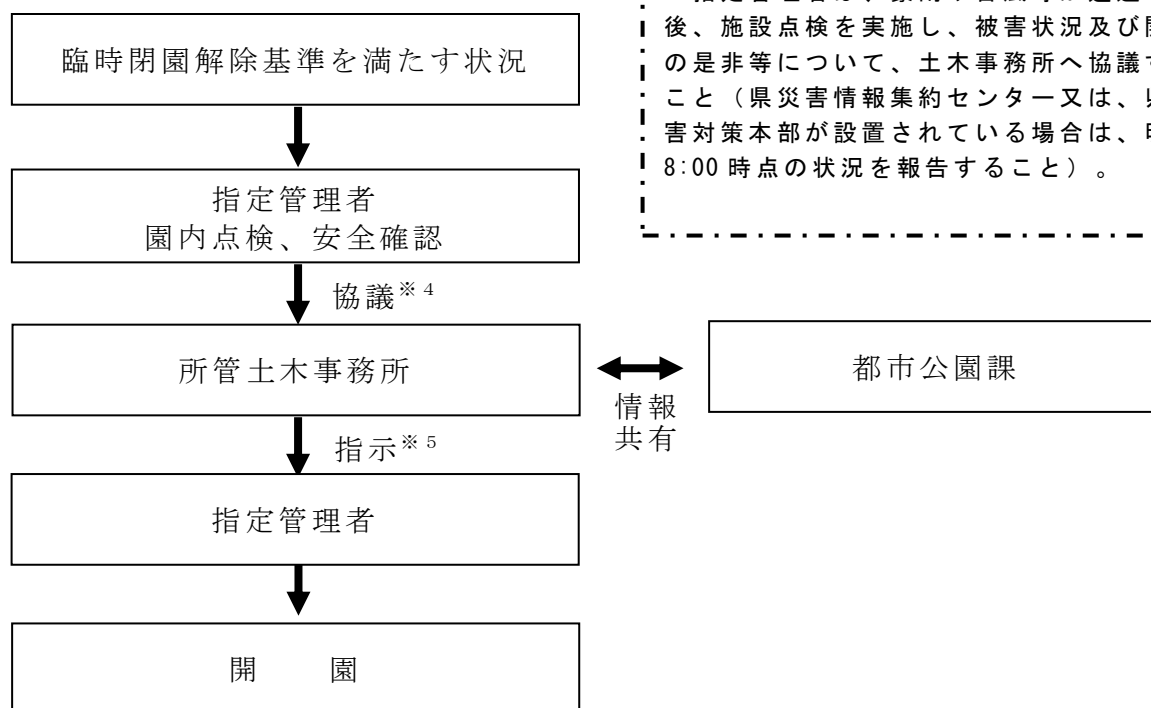 臨時閉園解除基準を満たす状況
指定管理者
園内点検、安全確認
協議※4
所管土木事務所
指示※5
指定管理者
開　園
情報
共有
都市公園課
後、施設点検を実施し、被害状況及び
の是非等について、土木事務所へ協議す
こと（県災害情報集約センター又は、
害対策本部が設置されている場合は、
8:00時点の状況を報告すること）。